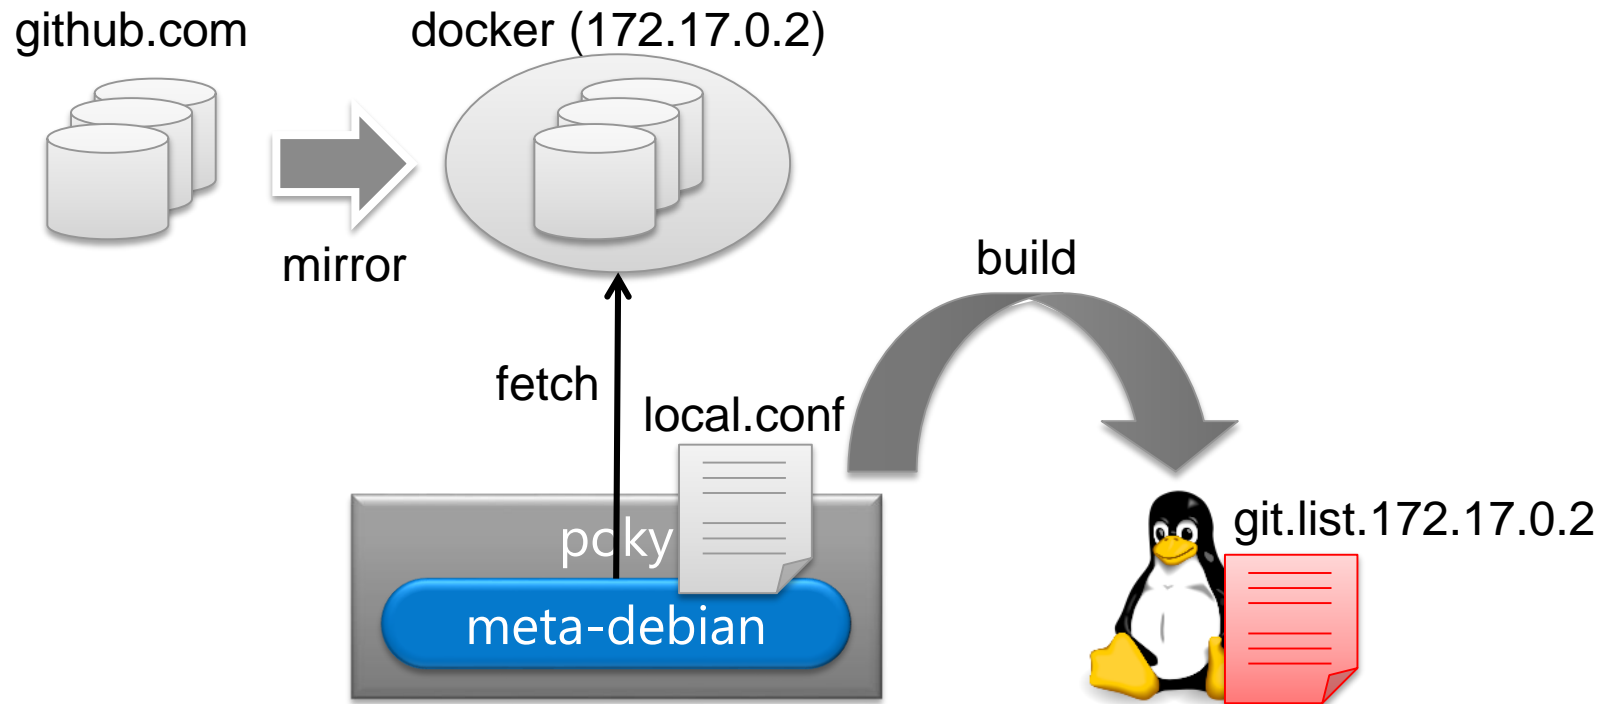 github.com
docker (172.17.0.2)
mirror
build
fetch
local.conf
poky
meta-debian
git.list.172.17.0.2